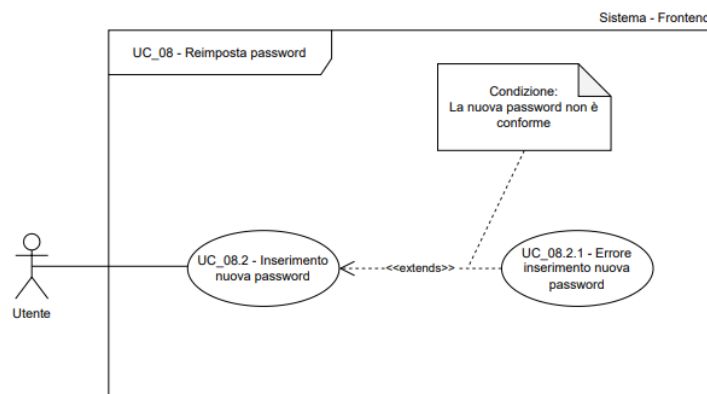 Sistema - Frontend
UC_08 - Reimposta password
Condizione:
La nuova password non è
conforme
UC_08.2 - Inserimento
nuova password
<<extends>>
UC_08.2.1 - Errore
inserimento nuova
password
Utente